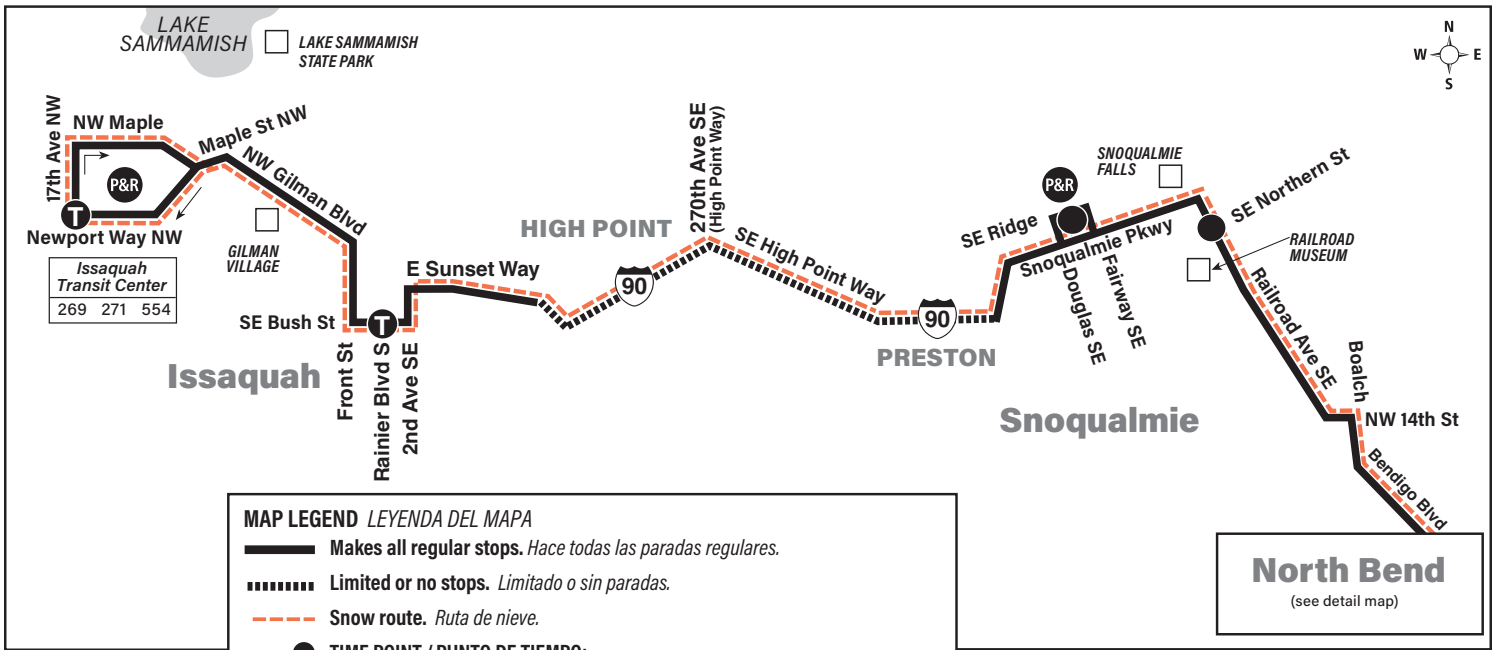 LAKE
SAMMAMISH
LAKE SAMMAMISH
STATE PARK
N
W E
S
17th Ave NW
NW Maple
Maple St NW
NW Gilman Blvd
P&R
T
Newport Way NW
Issaquah
Transit Center
269 271 554
GILMAN
VILLAGE
SE Bush St
T
E Sunset Way
Issaquah
Front St
Rainier Blvd S
2nd Ave SE
HIGH POINT
90
270th Ave SE
(High Point Way)
SE High Point Way
90
PRESTON
SE Ridge
P&R
Snoqualmie Pkwy
Douglas SE
Fairway SE
SNOQUALMIE
FALLS
SE Northern St
RAILROAD
MUSEUM
Railroad Ave SE
Snoqualmie
Boalch
NW 14th St
Bendigo Blvd
North Bend
(see detail map)
MAP LEGEND LEYENDA DEL MAPA
Makes all regular stops. Hace todas las paradas regulares.
Limited or no stops. Limitado o sin paradas.
Snow route. Ruta de nieve.
TIME POINT / PUNTO DE TIEMPO: